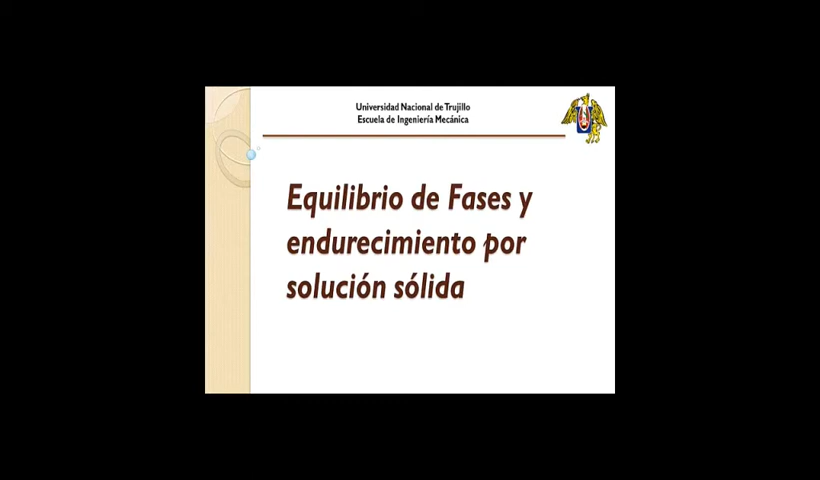 Universidad Nacional de Trujillo
Escuela de Ingeniería Mecánica
Equilibrio de Fases y
endurecimiento por
solución sólida